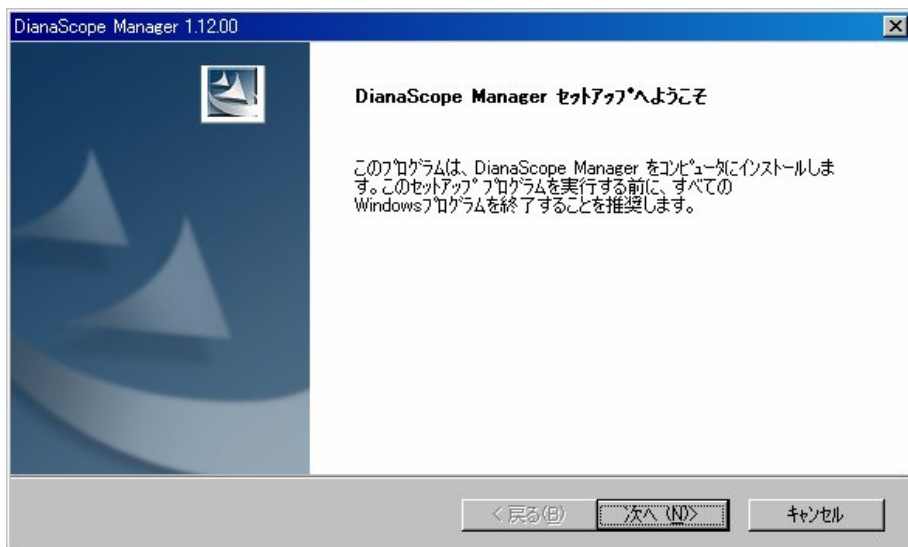 DianaScope Manager 1.12.00
DianaScope Manager ｾｯﾄｱｯﾌﾟへようこそ
このﾌﾟﾛｸﾞﾗﾑは、DianaScope Manager をｺﾝﾋﾟｭｰﾀにインストールしま
す。このｾｯﾄｱｯﾌﾟ ﾌﾟﾛｸﾞﾗﾑを実行する前に、すべての
Windowsﾌﾟﾛｸﾞﾗﾑを終了することを推奨します。
< 戻る(B)
次へ (N)>
ｷｬﾝｾﾙ